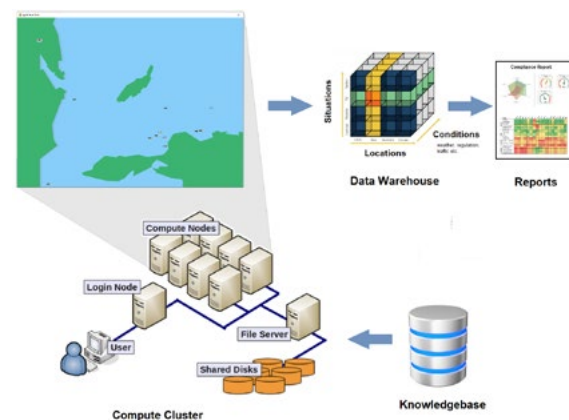 Compliance Report
Situations
Conditions
weather, regulation
traffic etc.
Locations
Data Warehouse
Reports
Compute Nodes
Login Node
File Server
User
Shared Disks
Knowledgebase
Compute Cluster